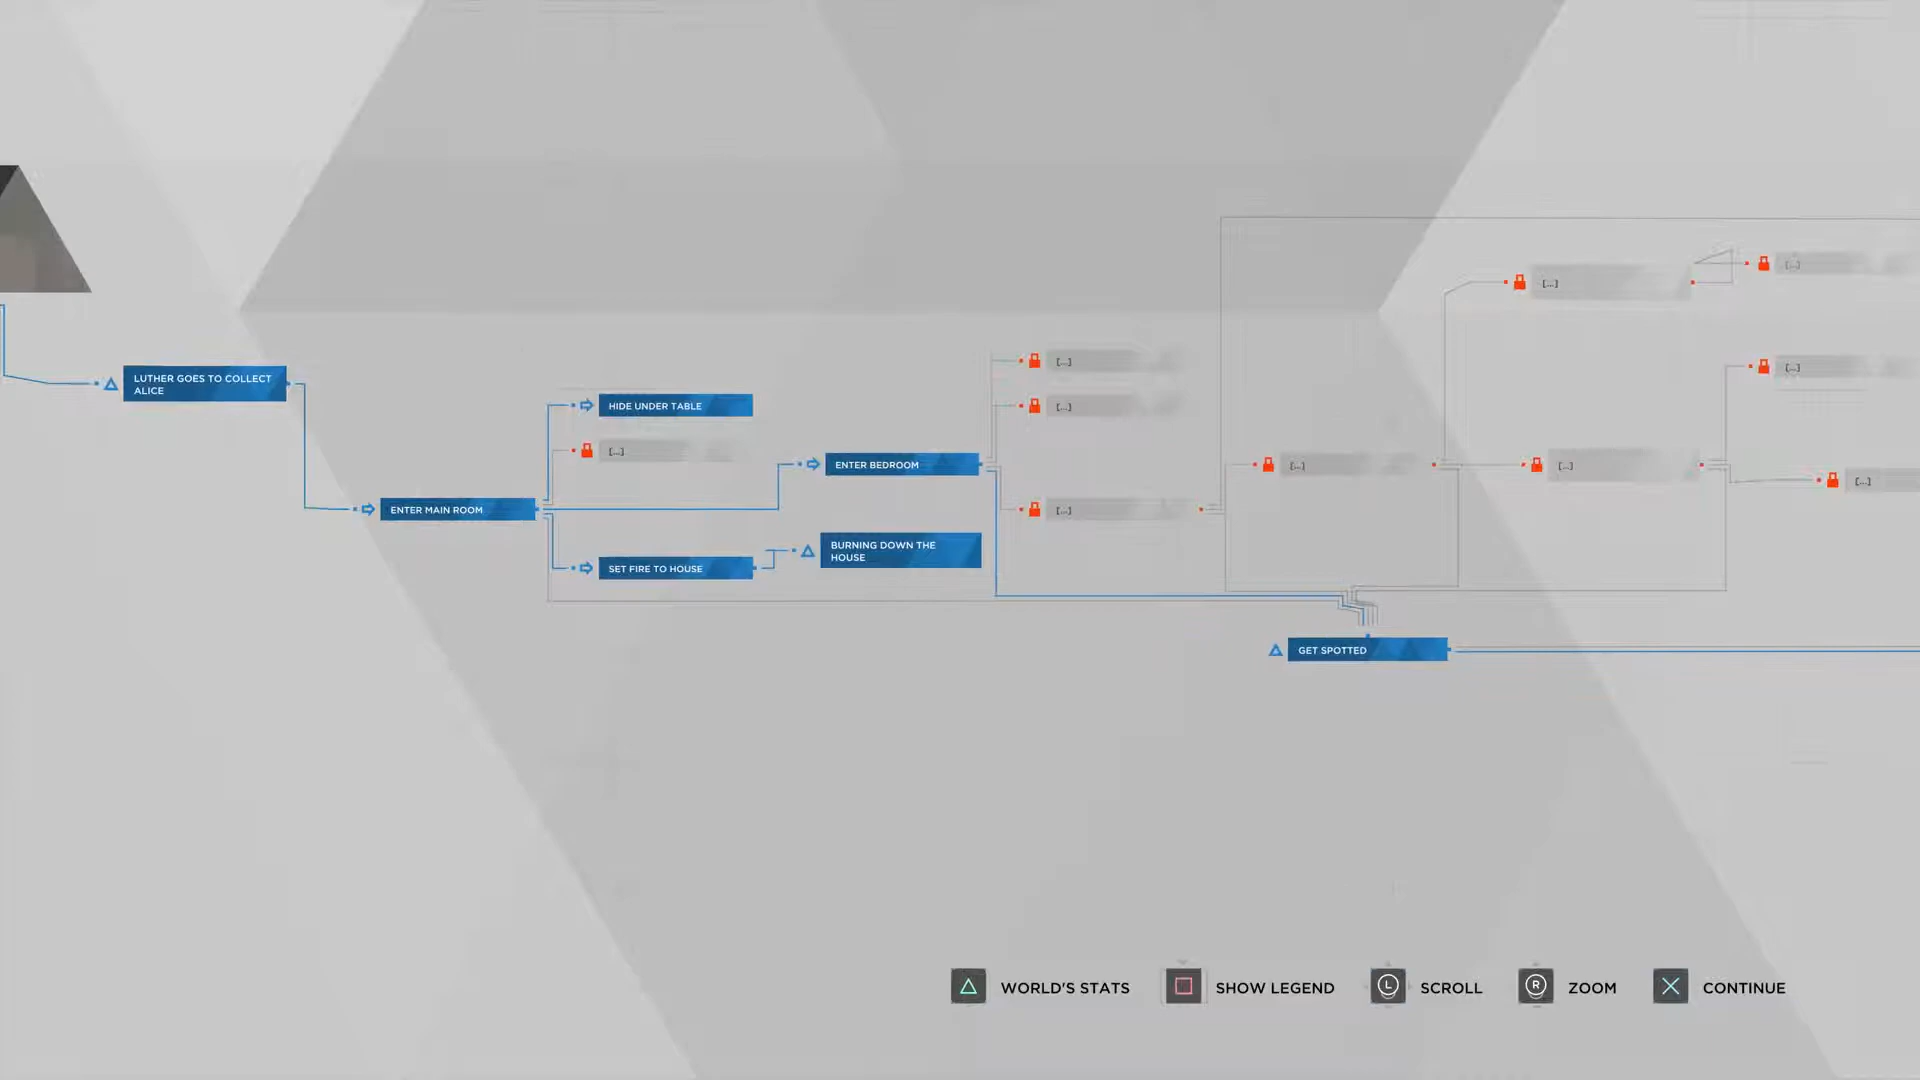 [...]
[...]
[...]
[...]
LUTHER GOES TO COLLECT
ALICE
HIDE UNDER TABLE
[...]
[...]
ENTER BEDROOM
[...]
[...]
[...]
ENTER MAIN ROOM
[...]
BURNING DOWN THE
HOUSE
SET FIRE TO HOUSE
GET SPOTTED
WORLD'S STATS
SHOW LEGEND
L
SCROLL
R
ZOOM
CONTINUE